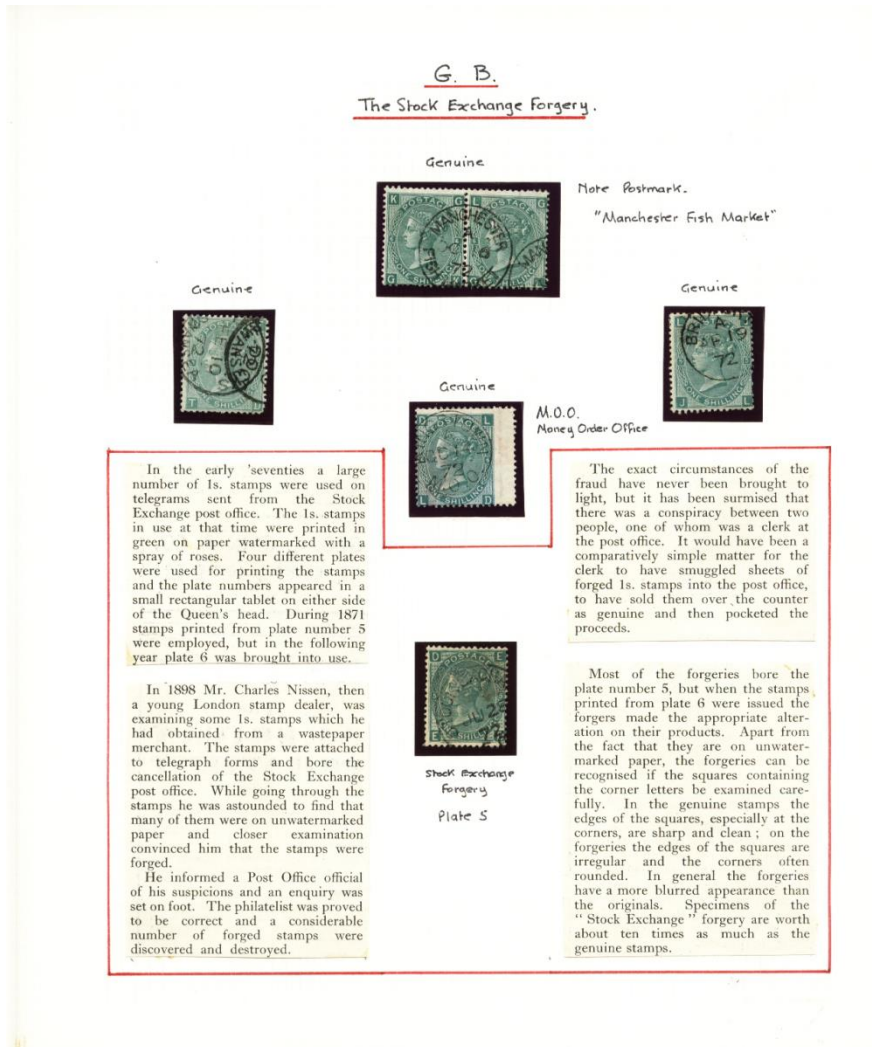 G. B.
The Stock Exchange Forgery.
Genuine
Note Postmark.
"Manchester Fish Market"
K G L G
POSTAGE POSTAGE
MANCHESTER
72
ONE SHILLING
G
Genuine
T D
Genuine
L
POSTAGE
72
ONE SHILLING
J L
Genuine
M.O.O.
Money Order Office
D L
POSTAGE
ONE SHILLING
L D
In the early 'seventies a large
number of 1s. stamps were used on
telegrams sent from the Stock
Exchange post office. The 1s. stamps
in use at that time were printed in
green on paper watermarked with a
spray of roses. Four different plates
were used for printing the stamps
and the plate numbers appeared in a
small rectangular tablet on either side
of the Queen's head. During 1871
stamps printed from plate number 5
were employed, but in the following
year plate 6 was brought into use.
In 1898 Mr. Charles Nissen, then
a young London stamp dealer, was
examining some 1s. stamps which he
had obtained from a wastepaper
merchant. The stamps were attached
to telegraph forms and bore the
cancellation of the Stock Exchange
post office. While going through the
stamps he was astounded to find that
many of them were on unwatermarked
paper and closer examination
convinced him that the stamps were
forged.
He informed a Post Office official
of his suspicions and an enquiry was
set on foot. The philatelist was proved
to be correct and a considerable
number of forged stamps were
discovered and destroyed.
D E
POSTAGE
ONE SHILLING
E
Stock Exchange
Forgery
Plate 5
The exact circumstances of the
fraud have never been brought to
light, but it has been surmised that
there was a conspiracy between two
people, one of whom was a clerk at
the post office. It would have been a
comparatively simple matter for the
clerk to have smuggled sheets of
forged 1s. stamps into the post office,
to have sold them over the counter
as genuine and then pocketed the
proceeds.
Most of the forgeries bore the
plate number 5, but when the stamps
printed from plate 6 were issued the
forgers made the appropriate alter-
ation on their products. Apart from
the fact that they are on unwater-
marked paper, the forgeries can be
recognised if the squares containing
the corner letters be examined care-
fully. In the genuine stamps the
edges of the squares, especially at the
corners, are sharp and clean ; on the
forgeries the edges of the squares are
irregular and the corners often
rounded. In general the forgeries
have a more blurred appearance than
the originals. Specimens of the
" Stock Exchange " forgery are worth
about ten times as much as the
genuine stamps.